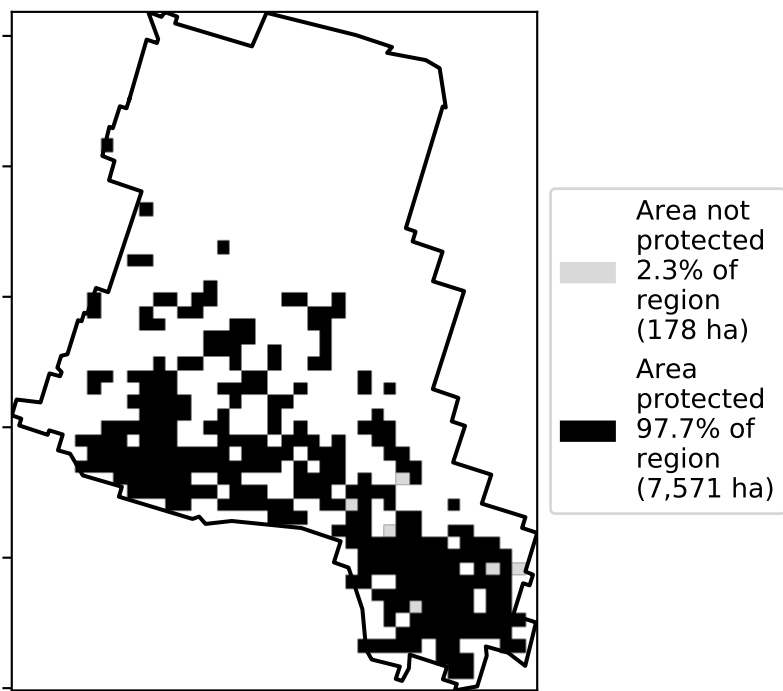 Area not
protected
2.3% of
region
(178 ha)
Area
protected
97.7% of
region
(7,571 ha)